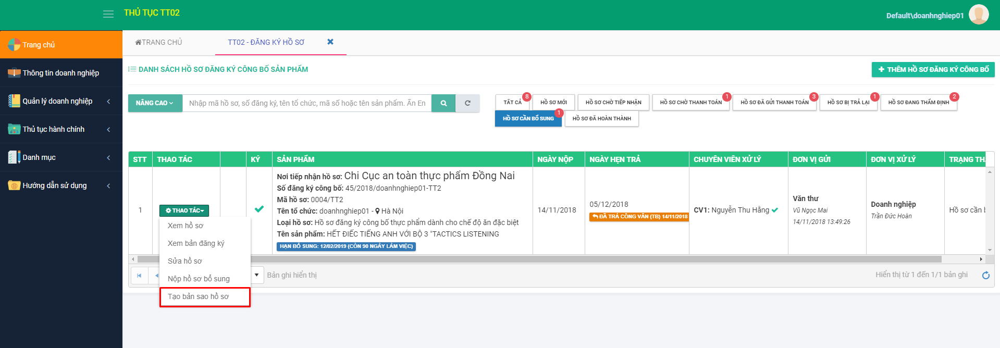 THỦ TỤC TT02
Default\doanhnghiep01
Trang chủ
Thông tin doanh nghiệp
Quản lý doanh nghiệp
Thủ tục hành chính
Danh mục
Hướng dẫn sử dụng
TRANG CHỦ
TT02 - ĐĂNG KÝ HỒ SƠ
DANH SÁCH HỒ SƠ ĐĂNG KÝ CÔNG BỐ SẢN PHẨM
THÊM HỒ SƠ ĐĂNG KÝ CÔNG BỐ
NÂNG CAO
Nhập mã hồ sơ, số đăng ký, tên tổ chức, mã số hoặc tên sản phẩm. Ấn En
TẤT CẢ 8
HỒ SƠ MỚI
HỒ SƠ CHỜ TIẾP NHẬN
HỒ SƠ CHỜ THANH TOÁN 1
HỒ SƠ ĐÃ GỬI THANH TOÁN 3
HỒ SƠ BỊ TRẢ LẠI 1
HỒ SƠ ĐANG THẨM ĐỊNH 2
HỒ SƠ CẦN BỔ SUNG 1
HỒ SƠ ĐÃ HOÀN THÀNH
STT THAO TÁC KÝ SẢN PHẨM NGÀY NỘP NGÀY HẸN TRẢ CHUYÊN VIÊN XỬ LÝ ĐƠN VỊ GỬI ĐƠN VỊ XỬ LÝ TRẠNG TH
1
THAO TÁC
Nơi tiếp nhận hồ sơ: Chi Cục an toàn thực phẩm Đồng Nai
Số đăng ký công bố: 45/2018/doanhnghiep01-TT2
Mã hồ sơ: 0004/TT2
Tên tổ chức: doanhnghiep01 - Hà Nội
Loại hồ sơ: Hồ sơ đăng ký công bố thực phẩm dành cho chế độ ăn đặc biệt
Tên sản phẩm: HẾT ĐIẾC TIẾNG ANH VỚI BỘ 3 "TACTICS LISTENING
HẠN BỔ SUNG: 12/02/2019 (CÒN 90 NGÀY LÀM VIỆC)
14/11/2018
05/12/2018
ĐÃ TRẢ CÔNG VĂN (TB) 14/11/2018
CV1: Nguyễn Thu Hằng
Văn thư
Vũ Ngọc Mai
14/11/2018 13:49:26
Doanh nghiệp
Trần Đức Hoàn
Hồ sơ cần b
Xem hồ sơ
Xem bản đăng ký
Sửa hồ sơ
Nộp hồ sơ bổ sung
Tạo bản sao hồ sơ
Bản ghi hiển thị
Hiển thị từ 1 đến 1/1 bản ghi